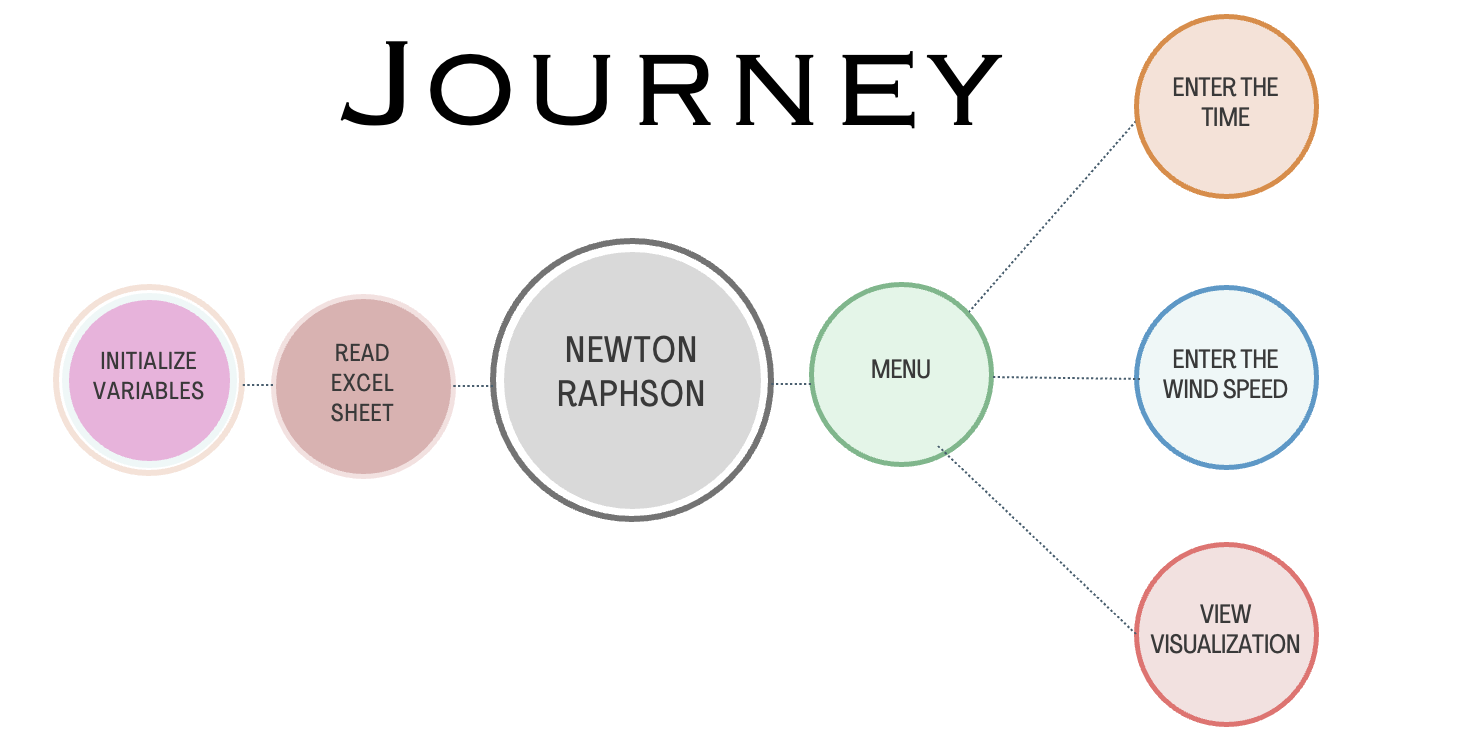 JOURNEY
INITIALIZE
VARIABLES
READ
EXCEL
SHEET
NEWTON
RAPHSON
MENU
ENTER THE
TIME
ENTER THE
WIND SPEED
VIEW
VISUALIZATION